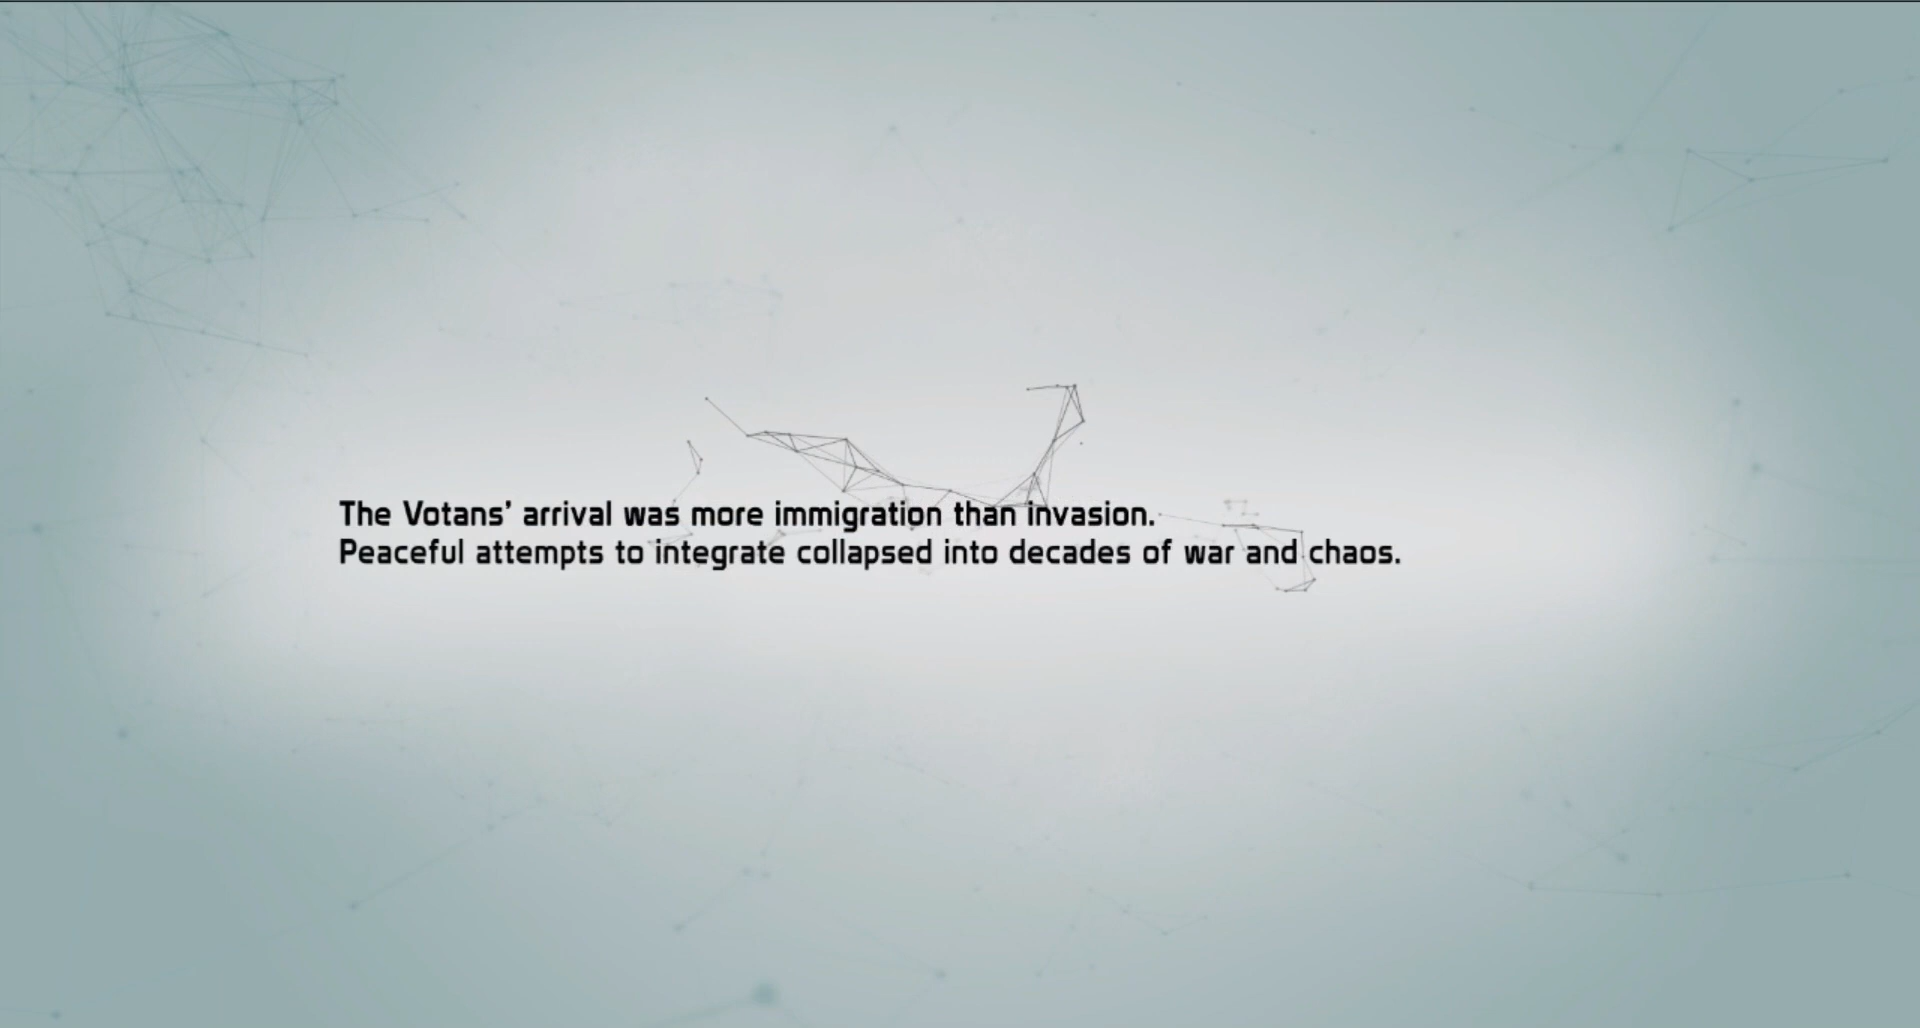 The Votans’ arrival was more immigration than invasion.
Peaceful attempts to integrate collapsed into decades of war and chaos.